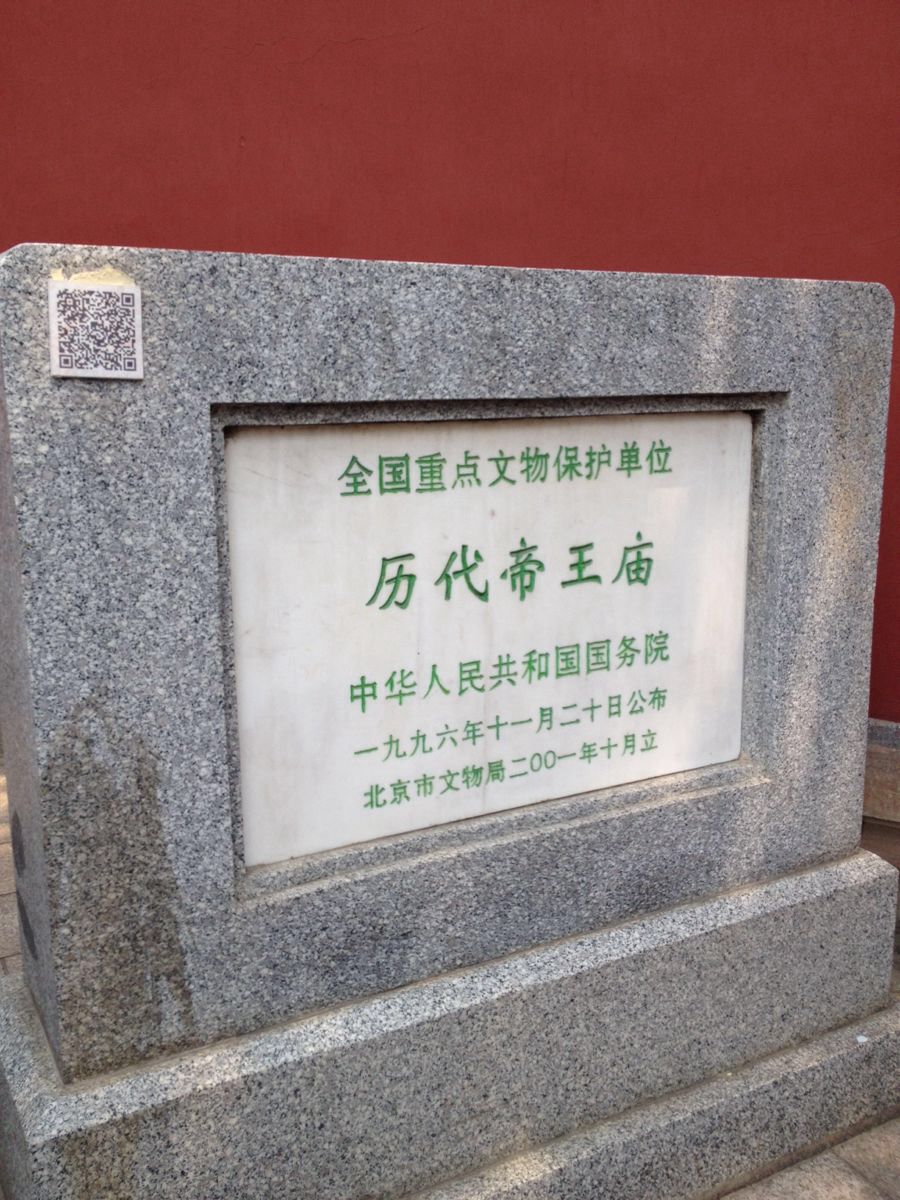 全国重点文物保护单位
历代帝王庙
中华人民共和国国务院
一九九六年十一月二十日公布
北京市文物局二〇〇一年十月立